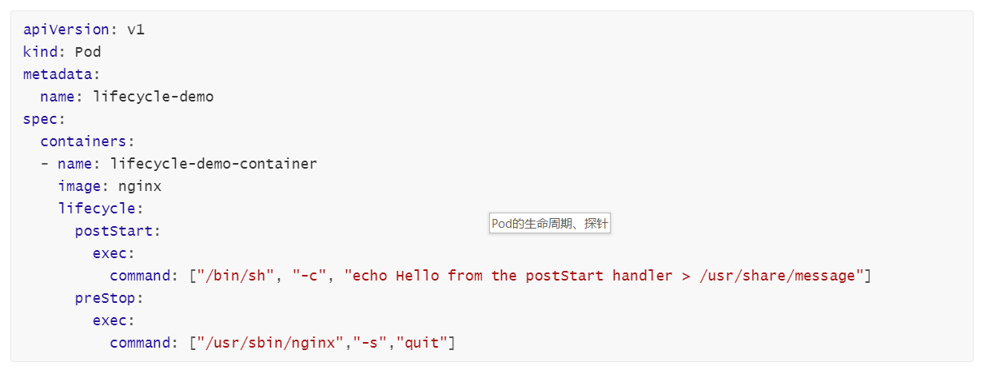 apiVersion: v1
kind: Pod
metadata:
  name: lifecycle-demo
spec:
  containers:
  - name: lifecycle-demo-container
    image: nginx
    lifecycle:
Pod的生命周期、探针
      postStart:
        exec:
          command: ["/bin/sh", "-c", "echo Hello from the postStart handler > /usr/share/message"]
      preStop:
        exec:
          command: ["/usr/sbin/nginx","-s","quit"]